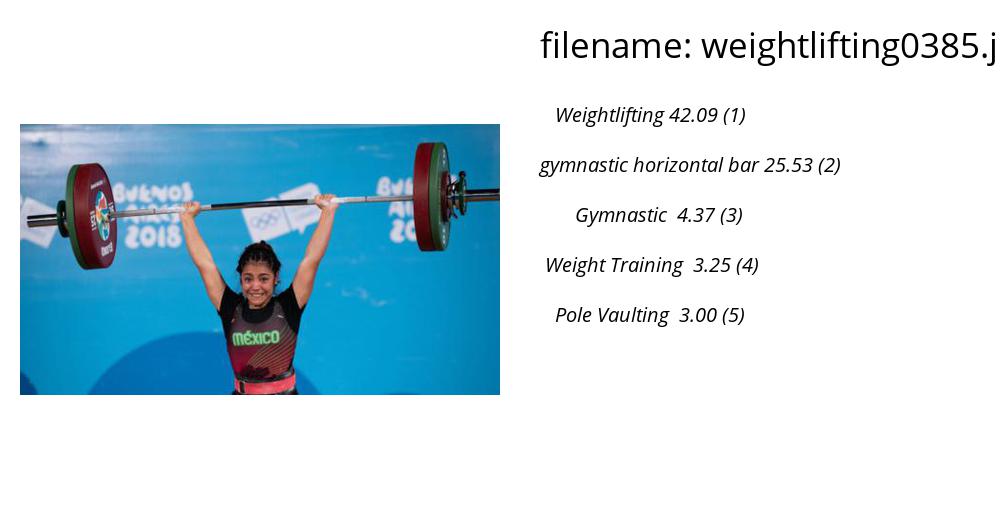 filename: weightlifting0385.j
Weightlifting 42.09 (1)
gymnastic horizontal bar 25.53 (2)
Gymnastic 4.37 (3)
Weight Training 3.25 (4)
Pole Vaulting 3.00 (5)
BUENOS
AIRES
2018
MÉXICO